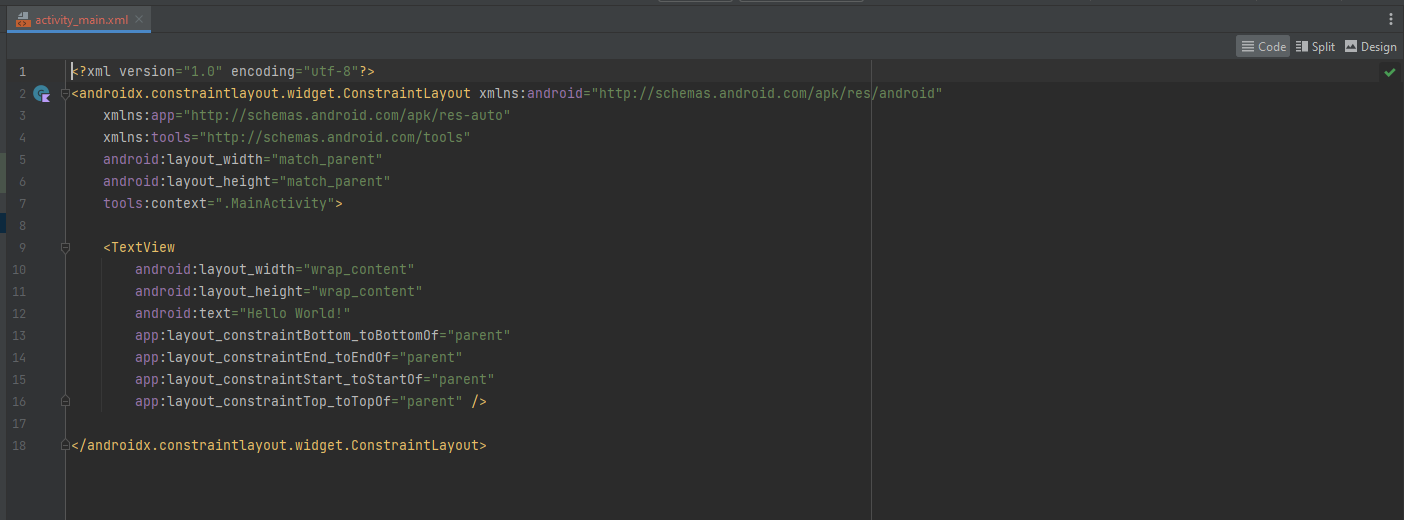 activity_main.xml
Code Split Design
1 <?xml version="1.0" encoding="utf-8"?>
2 <androidx.constraintlayout.widget.ConstraintLayout xmlns:android="http://schemas.android.com/apk/res/android"
3     xmlns:app="http://schemas.android.com/apk/res-auto"
4     xmlns:tools="http://schemas.android.com/tools"
5     android:layout_width="match_parent"
6     android:layout_height="match_parent"
7     tools:context=".MainActivity">
8
9     <TextView
10         android:layout_width="wrap_content"
11         android:layout_height="wrap_content"
12         android:text="Hello World!"
13         app:layout_constraintBottom_toBottomOf="parent"
14         app:layout_constraintEnd_toEndOf="parent"
15         app:layout_constraintStart_toStartOf="parent"
16         app:layout_constraintTop_toTopOf="parent" />
17
18 </androidx.constraintlayout.widget.ConstraintLayout>